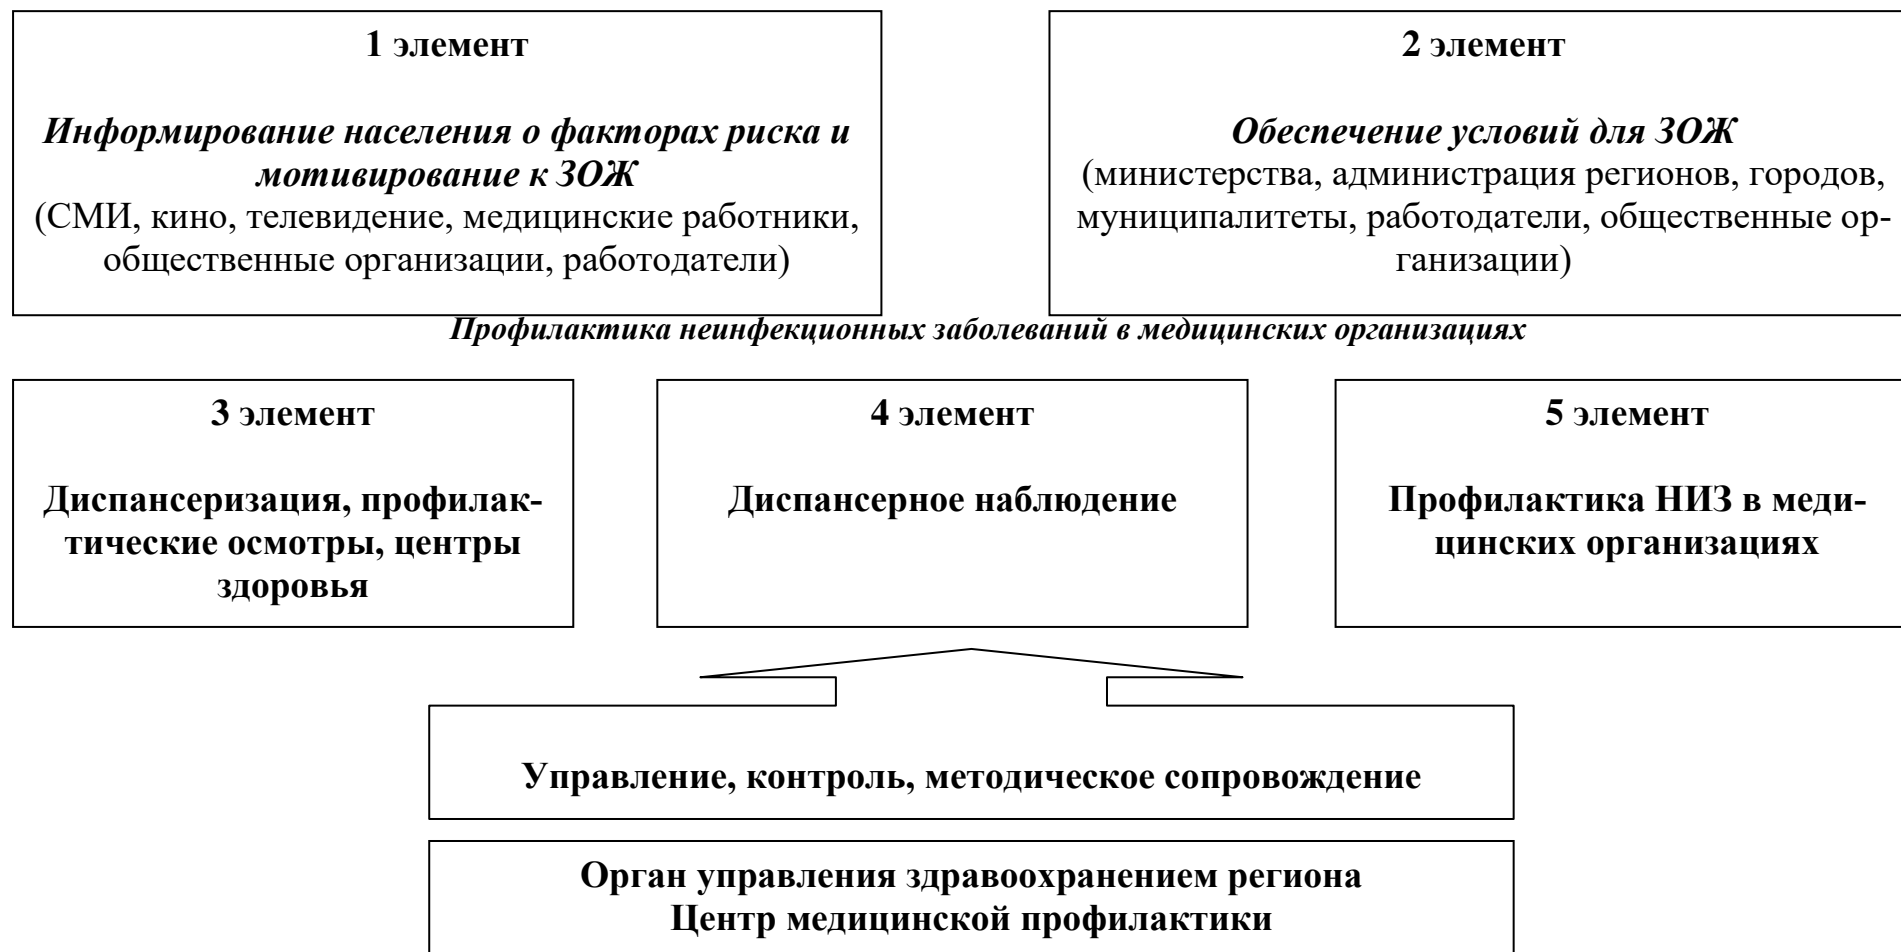 1 элемент
Информирование населения о факторах риска и
мотивирование к ЗОЖ
(СМИ, кино, телевидение, медицинские работники,
общественные организации, работодатели)
2 элемент
Обеспечение условий для ЗОЖ
(министерства, администрация регионов, городов,
муниципалитеты, работодатели, общественные ор-
ганизации)
Профилактика неинфекционных заболеваний в медицинских организациях
3 элемент
Диспансеризация, профилак-
тические осмотры, центры
здоровья
4 элемент
Диспансерное наблюдение
5 элемент
Профилактика НИЗ в меди-
цинских организациях
Управление, контроль, методическое сопровождение
Орган управления здравоохранением региона
Центр медицинской профилактики